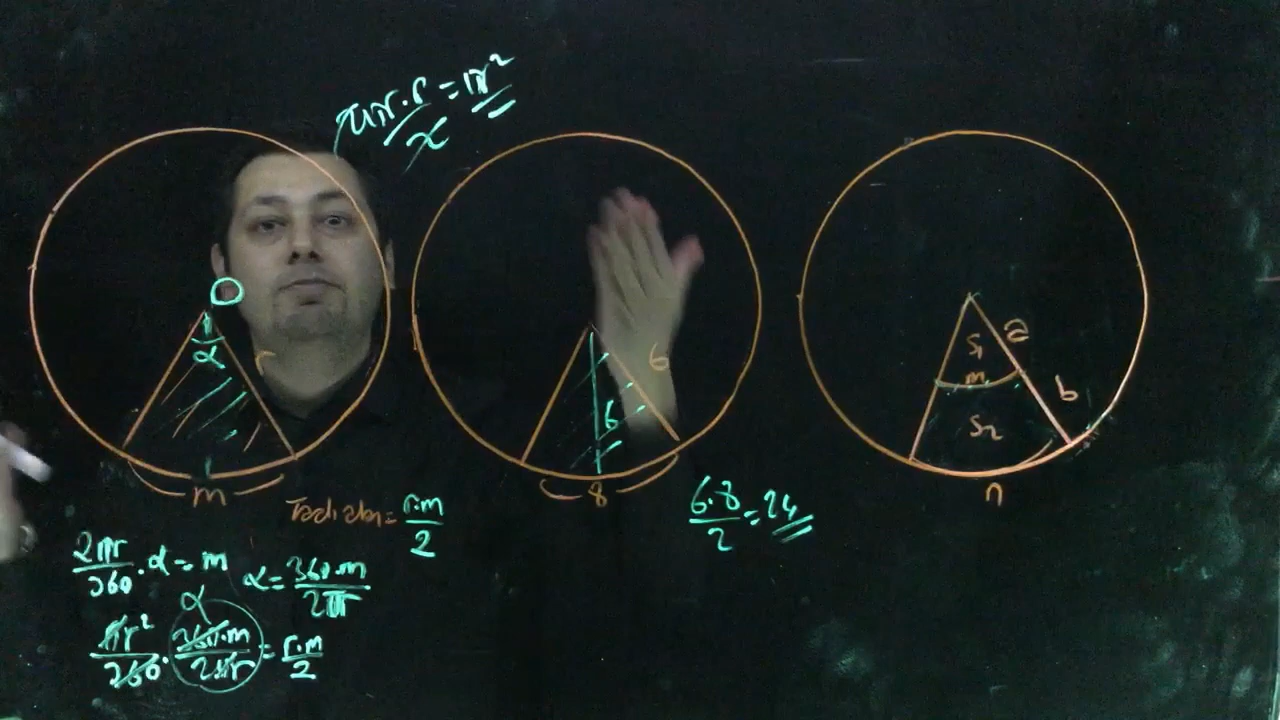 2πr·r/2=πr²
O
α
r
m
6
6
8
6·8/2=24
S₁
a
m
b
S₂
n
r·m/2
2πr/360·α=m
α=360·m/2πr
α
πr²/360·360·m/2πr=r·m/2